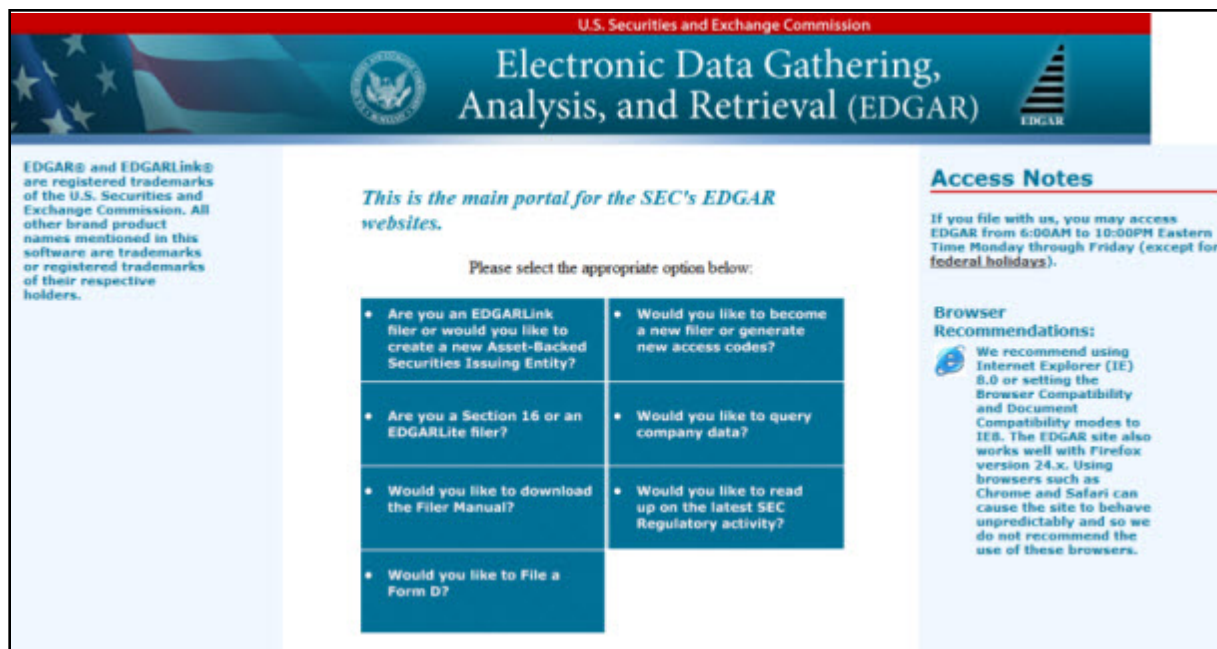 U.S. Securities and Exchange Commission
Electronic Data Gathering,
Analysis, and Retrieval (EDGAR)
EDGAR
EDGAR® and EDGARLink®
are registered trademarks
of the U.S. Securities and
Exchange Commission. All
other brand product
names mentioned in this
software are trademarks
or registered trademarks
of their respective
holders.
This is the main portal for the SEC's EDGAR
websites.
Please select the appropriate option below:
• Are you an EDGARLink
filer or would you like to
create a new Asset-Backed
Securities Issuing Entity?
• Would you like to become
a new filer or generate
new access codes?
• Are you a Section 16 or an
EDGARLite filer?
• Would you like to query
company data?
• Would you like to download
the Filer Manual?
• Would you like to read
up on the latest SEC
Regulatory activity?
• Would you like to File a
Form D?
Access Notes
If you file with us, you may access
EDGAR from 6:00AM to 10:00PM Eastern
Time Monday through Friday (except for
federal holidays).
Browser
Recommendations:
We recommend using
Internet Explorer (IE)
8.0 or setting the
Browser Compatibility
and Document
Compatibility modes to
IE8. The EDGAR site also
works well with Firefox
version 24.x. Using
browsers such as
Chrome and Safari can
cause the site to behave
unpredictably and so we
do not recommend the
use of these browsers.